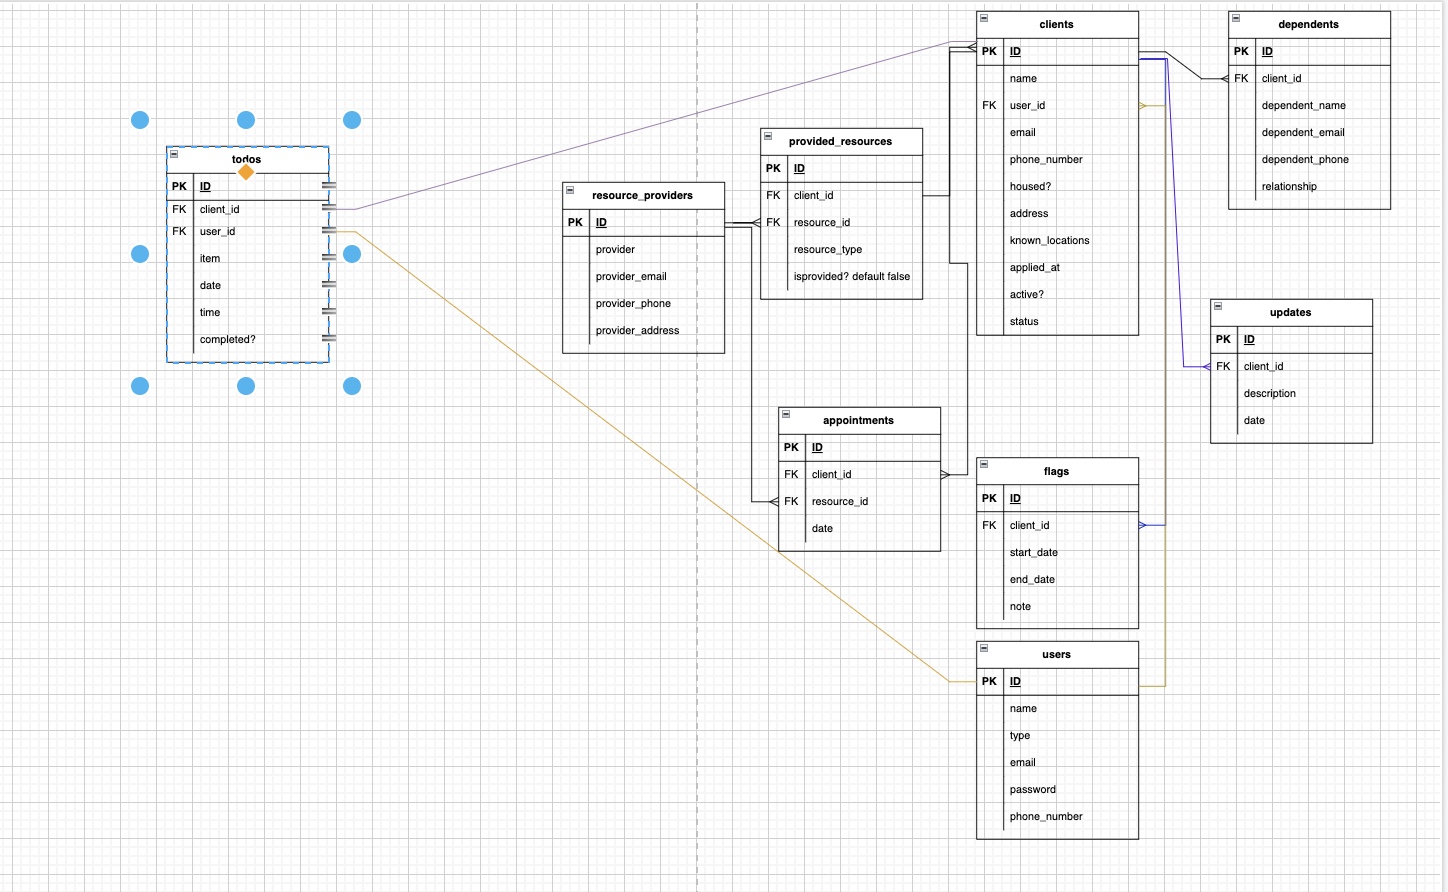 todos
PK ID
FK client_id
FK user_id
item
date
time
completed?
resource_providers
PK ID
provider
provider_email
provider_phone
provider_address
provided_resources
PK ID
FK client_id
FK resource_id
resource_type
isprovided? default false
appointments
PK ID
FK client_id
FK resource_id
date
clients
PK ID
name
FK user_id
email
phone_number
housed?
address
known_locations
applied_at
active?
status
flags
PK ID
FK client_id
start_date
end_date
note
users
PK ID
name
type
email
password
phone_number
dependents
PK ID
FK client_id
dependent_name
dependent_email
dependent_phone
relationship
updates
PK ID
FK client_id
description
date